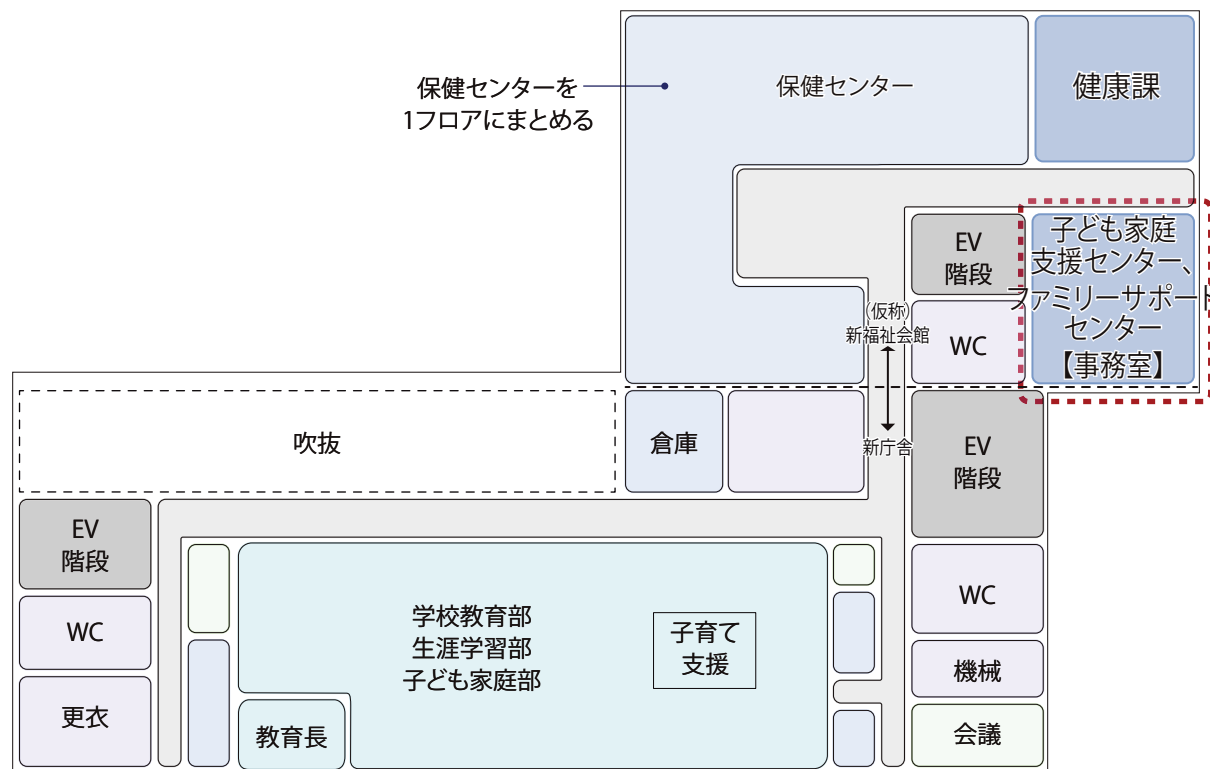 保健センターを
1フロアにまとめる
保健センター
健康課
EV
階段
子ども家庭
支援センター、
ファミリーサポート
センター
【事務室】
(仮称)
新福祉会館
WC
新庁舎
吹抜
倉庫
EV
階段
EV
階段
WC
更衣
学校教育部
生涯学習部
子ども家庭部
子育て
支援
教育長
WC
機械
会議